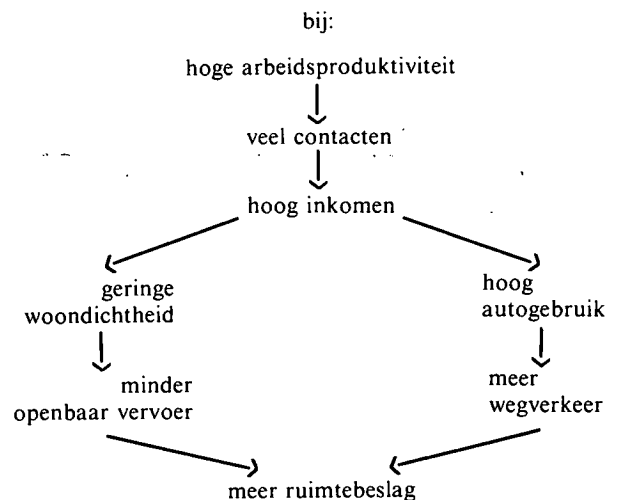 bij:
hoge arbeidsproduktiviteit
veel contacten
hoog inkomen
geringe
woondichtheid
hoog
autogebruik
minder
openbaar vervoer
meer
wegverkeer
meer ruimtebeslag